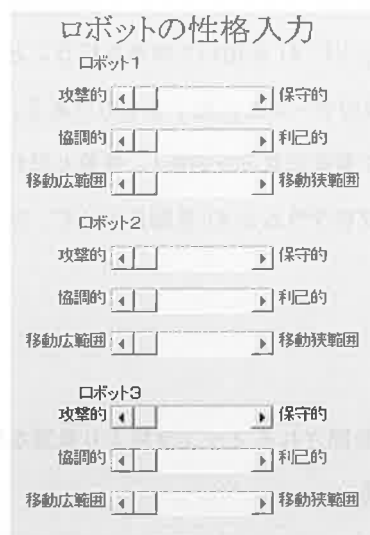 ロボットの性格入力
ロボット1
攻撃的 保守的
協調的 利己的
移動広範囲 移動狭範囲
ロボット2
攻撃的 保守的
協調的 利己的
移動広範囲 移動狭範囲
ロボット3
攻撃的 保守的
協調的 利己的
移動広範囲 移動狭範囲